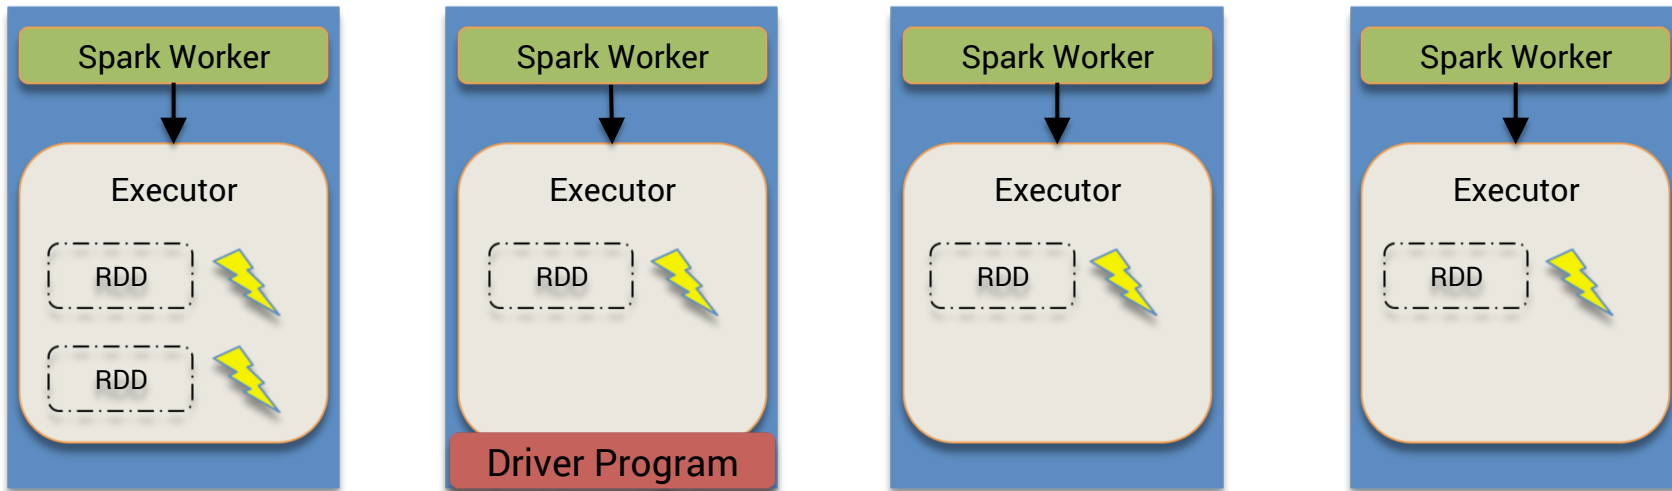 Spark Worker
Executor
RDD
RDD
Spark Worker
Executor
RDD
Driver Program
Spark Worker
Executor
RDD
Spark Worker
Executor
RDD